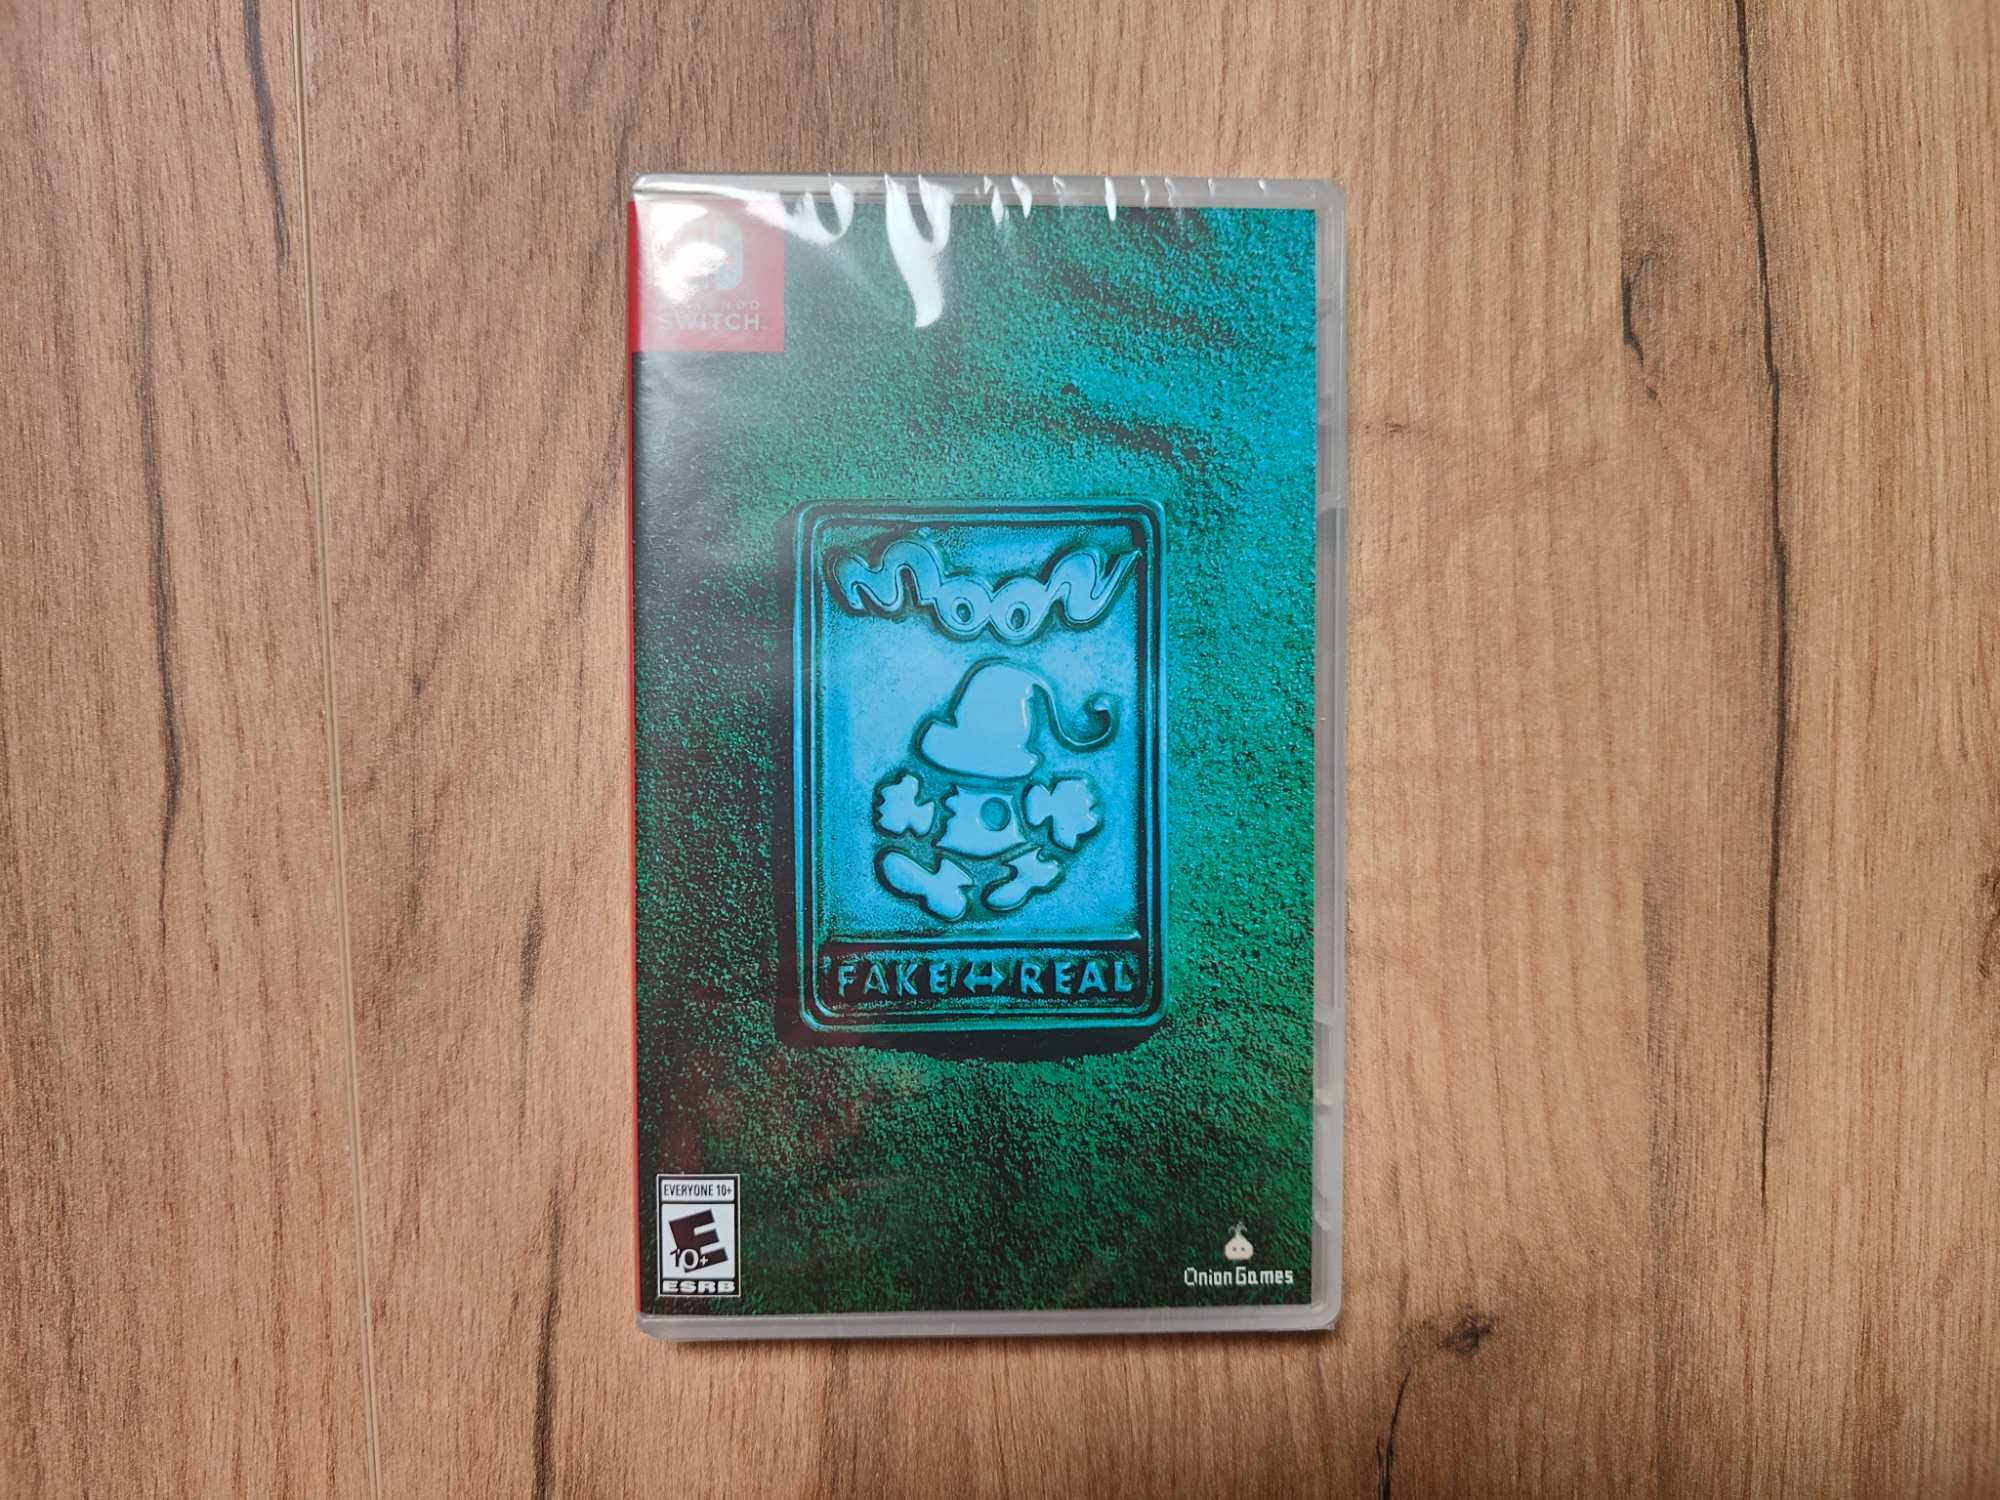 SWITCH
moon
FAKE↔REAL
EVERYONE 10+
E
10+
ESRB
Onion Games